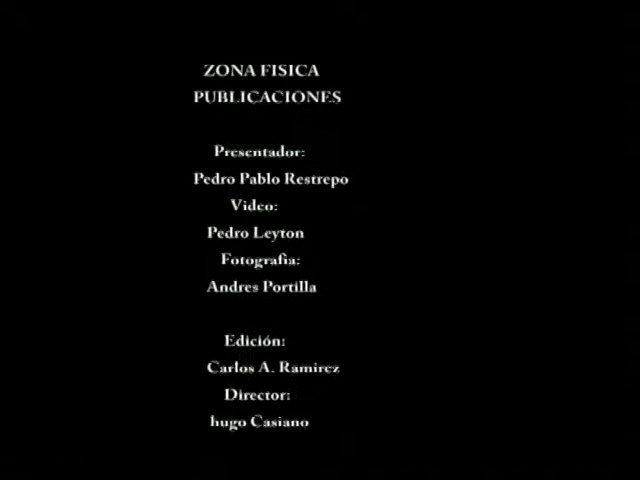 ZONA FISICA
PUBLICACIONES
Presentador:
Pedro Pablo Restrepo
Video:
Pedro Leyton
Fotografia:
Andres Portilla
Edición:
Carlos A. Ramirez
Director:
hugo Casiano